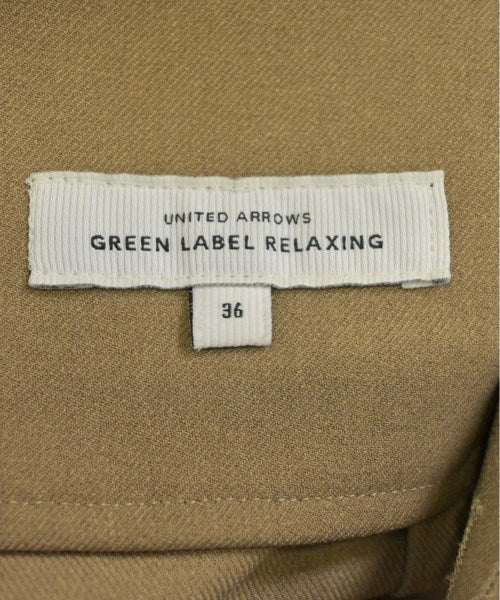 UNITED ARROWS
GREEN LABEL RELAXING
36